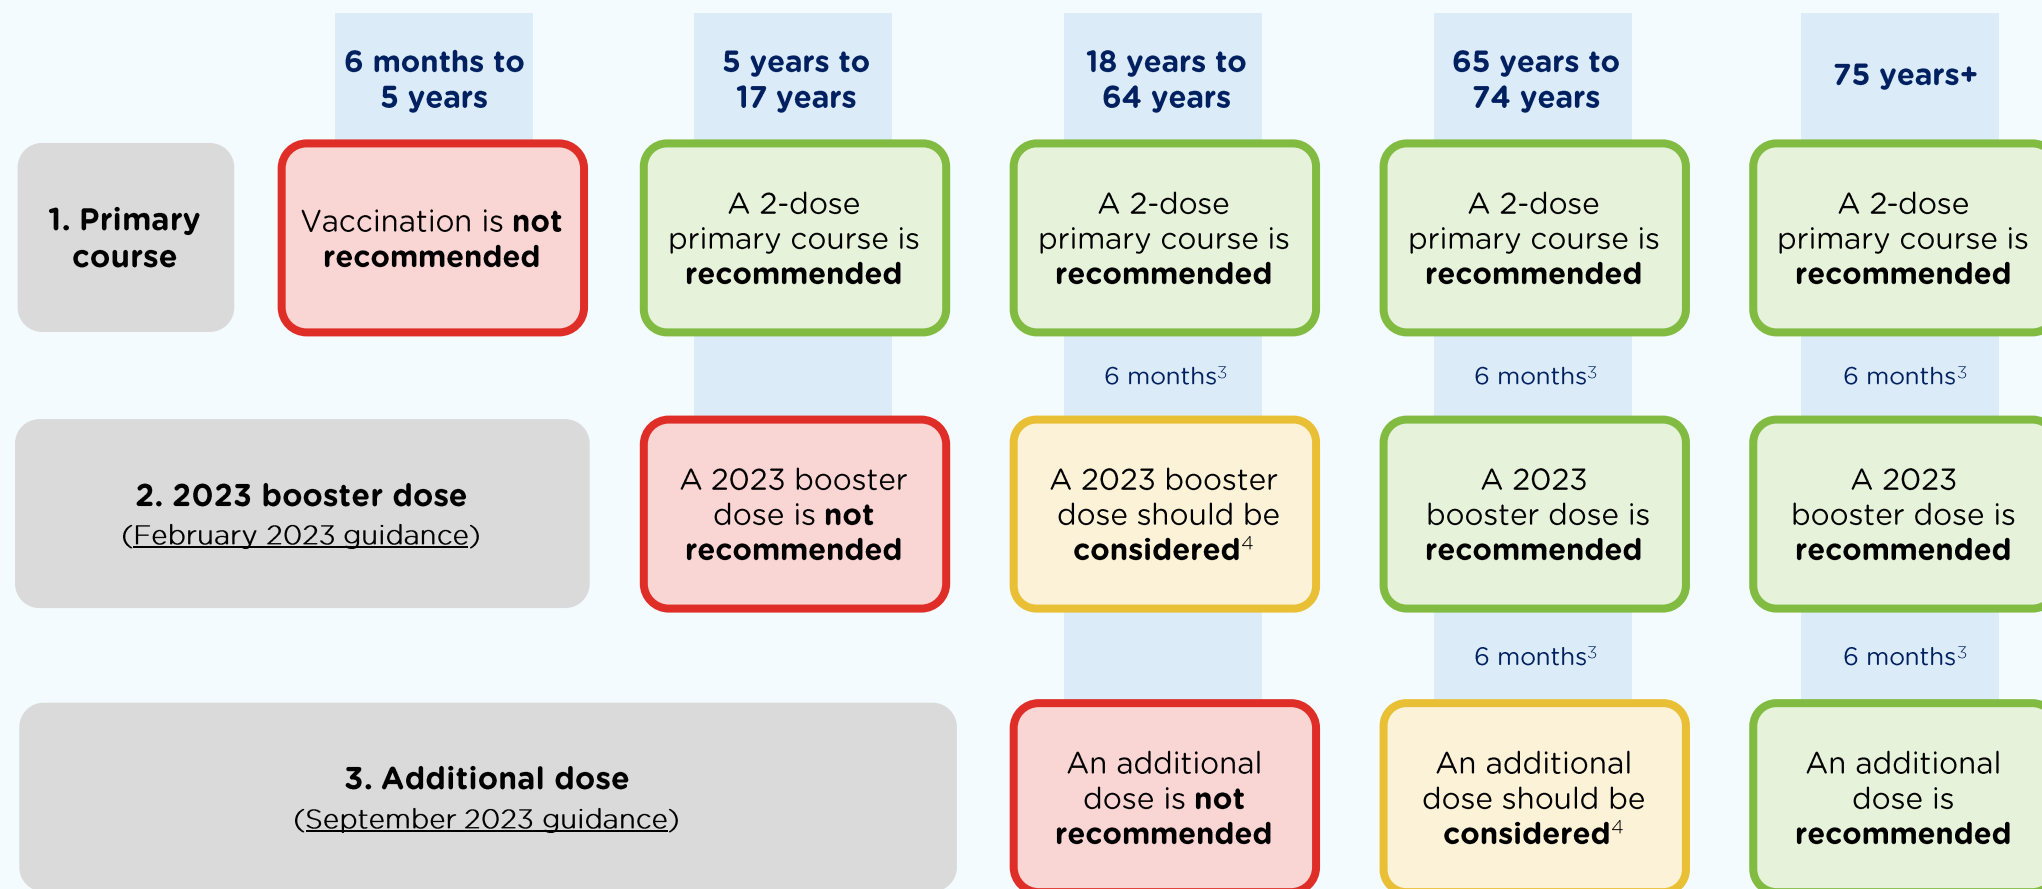 6 months to
5 years
5 years to
17 years
18 years to
64 years
65 years to
74 years
75 years+
1. Primary
course
Vaccination is not
recommended
A 2-dose
primary course is
recommended
A 2-dose
primary course is
recommended
A 2-dose
primary course is
recommended
A 2-dose
primary course is
recommended
6 months³
6 months³
6 months³
2. 2023 booster dose
(February 2023 guidance)
A 2023 booster
dose is not
recommended
A 2023 booster
dose should be
considered⁴
A 2023
booster dose is
recommended
A 2023
booster dose is
recommended
6 months³
6 months³
3. Additional dose
(September 2023 guidance)
An additional
dose is not
recommended
An additional
dose should be
considered⁴
An additional
dose is
recommended